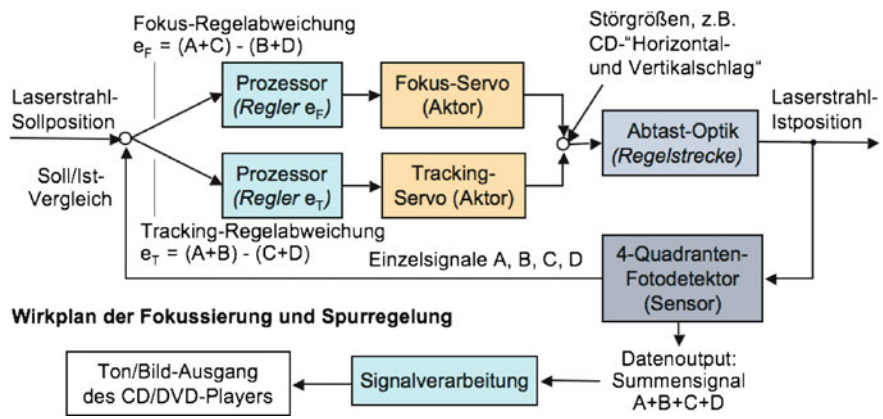 Fokus-Regelabweichung
e_F = (A+C) - (B+D)
Störgrößen, z.B.
CD-“Horizontal-
und Vertikalschlag“
Laserstrahl-
Sollposition
Prozessor
(Regler e_F)
Fokus-Servo
(Aktor)
Abtast-Optik
(Regelstrecke)
Laserstrahl-
Istposition
Soll/Ist-
Vergleich
Prozessor
(Regler e_T)
Tracking-
Servo (Aktor)
Tracking-Regelabweichung
e_T = (A+B) - (C+D)
Einzelsignale A, B, C, D
4-Quadranten-
Fotodetektor
(Sensor)
Wirkplan der Fokussierung und Spurregelung
Ton/Bild-Ausgang
des CD/DVD-Players
Signalverarbeitung
Datenoutput:
Summensignal
A+B+C+D